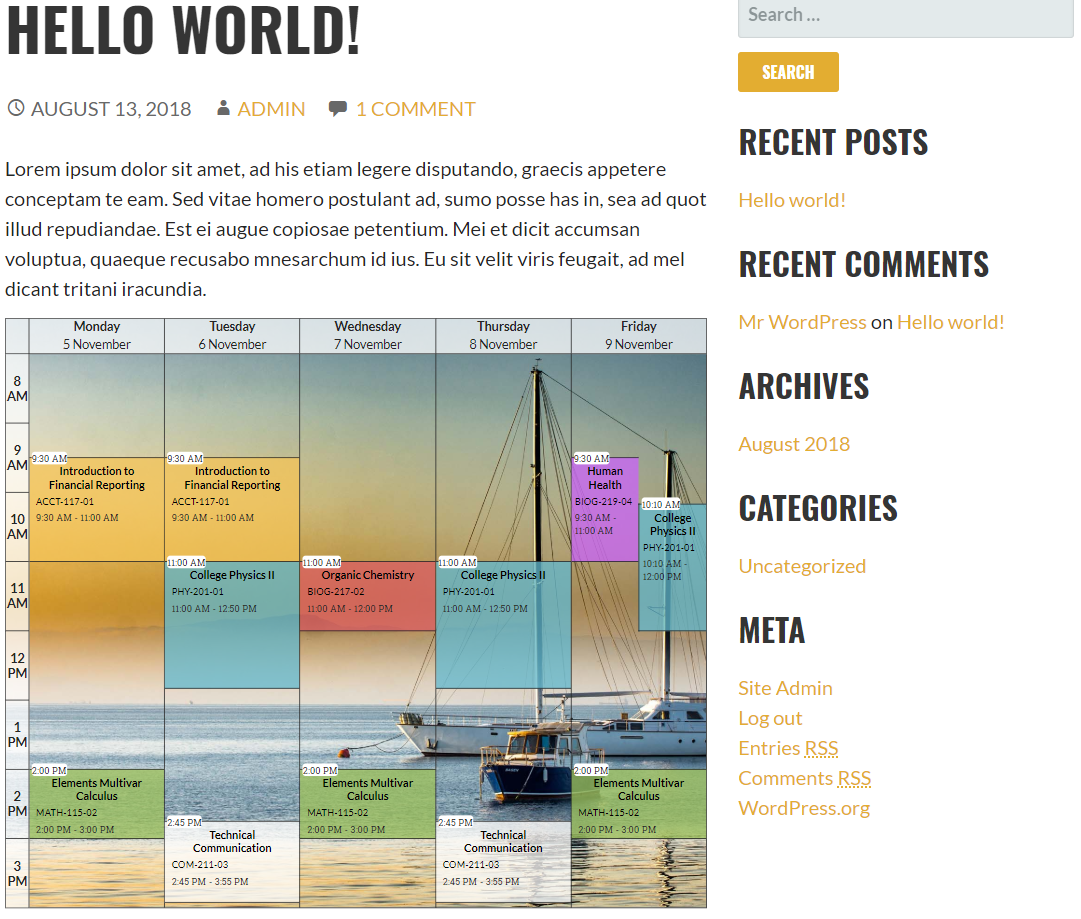 HELLO WORLD!
AUGUST 13, 2018 ADMIN 1 COMMENT
Lorem ipsum dolor sit amet, ad his etiam legere disputando, graecis appetere
conceptam te eam. Sed vitae homero postulant ad, sumo posse has in, sea ad quot
illud repudiandae. Est ei augue copiosae petentium. Mei et dicit accumsan
voluptua, quaeque recusabo mnesarchum id ius. Eu sit velit viris feugait, ad mel
dicant tritani iracundia.
Monday Tuesday Wednesday Thursday Friday
5 November 6 November 7 November 8 November 9 November
8
AM
9
AM
10
AM
11
AM
12
PM
1
PM
2
PM
3
PM
9:30 AM
Introduction to
Financial Reporting
ACCT-117-01
9:30 AM - 11:00 AM
2:00 PM
Elements Multivar
Calculus
MATH-115-02
2:00 PM - 3:00 PM
9:30 AM
Introduction to
Financial Reporting
ACCT-117-01
9:30 AM - 11:00 AM
11:00 AM
College Physics II
PHY-201-01
11:00 AM - 12:50 PM
2:45 PM
Technical
Communication
COM-211-03
2:45 PM - 3:55 PM
11:00 AM
Organic Chemistry
BIOG-217-02
11:00 AM - 12:00 PM
2:00 PM
Elements Multivar
Calculus
MATH-115-02
2:00 PM - 3:00 PM
11:00 AM
College Physics II
PHY-201-01
11:00 AM - 12:50 PM
2:45 PM
Technical
Communication
COM-211-03
2:45 PM - 3:55 PM
9:30 AM
Human
Health
BIOG-219-04
9:30 AM -
11:00 AM
10:10 AM
College
Physics II
PHY-201-01
10:10 AM -
12:00 PM
2:00 PM
Elements Multivar
Calculus
MATH-115-02
2:00 PM - 3:00 PM
Search …
SEARCH
RECENT POSTS
Hello world!
RECENT COMMENTS
Mr WordPress on Hello world!
ARCHIVES
August 2018
CATEGORIES
Uncategorized
META
Site Admin
Log out
Entries RSS
Comments RSS
WordPress.org